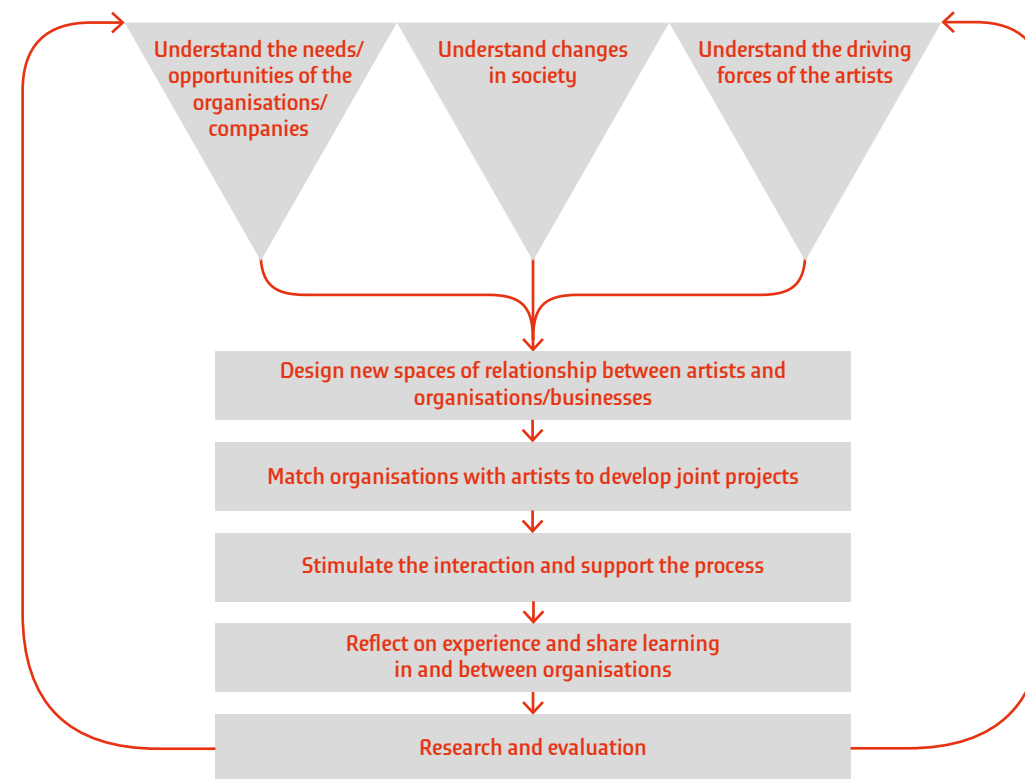 Understand the needs/
opportunities of the
organisations/
companies
Understand changes
in society
Understand the driving
forces of the artists
Design new spaces of relationship between artists and
organisations/businesses
Match organisations with artists to develop joint projects
Stimulate the interaction and support the process
Reflect on experience and share learning
in and between organisations
Research and evaluation